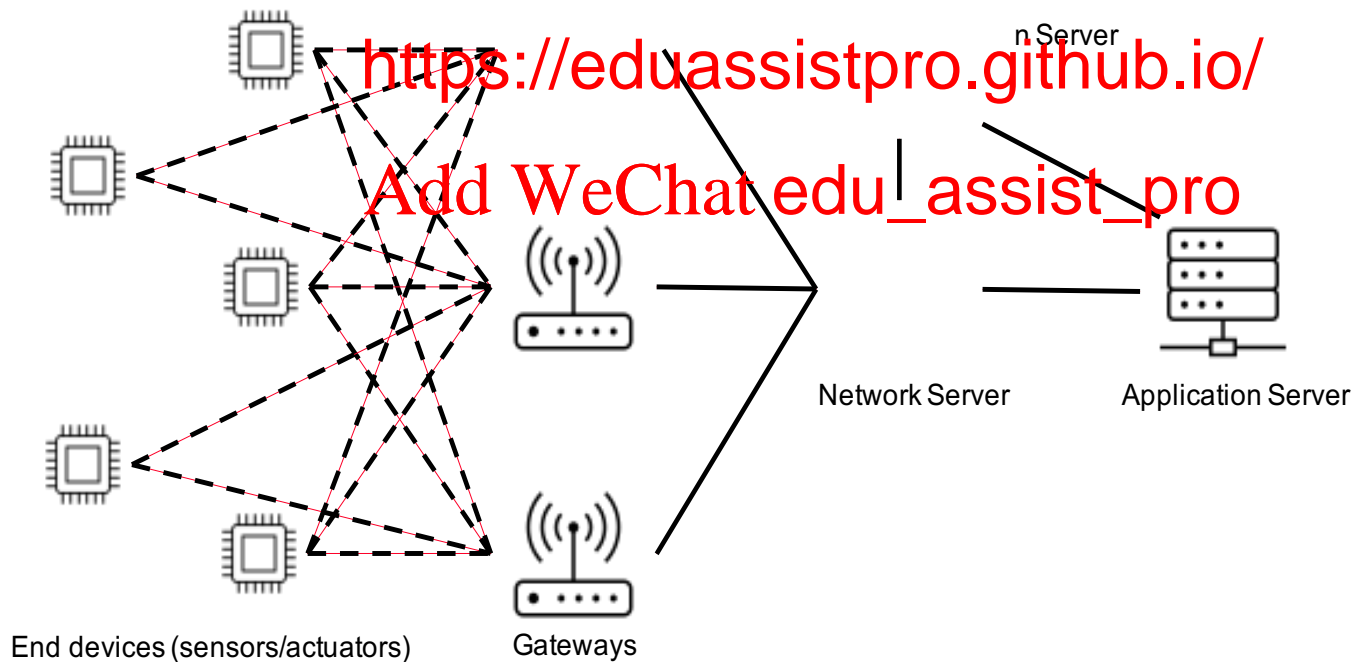 n Server
https://eduassistpro.github.io/
Add WeChat edu_assist_pro
Network Server
Application Server
End devices (sensors/actuators)
Gateways